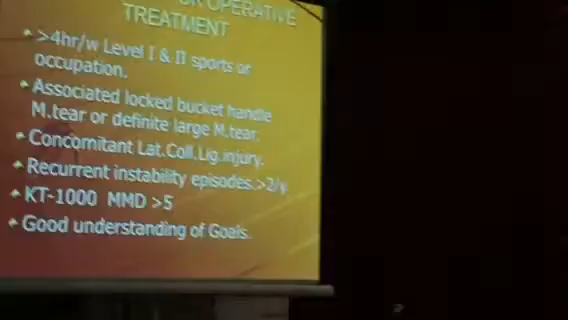 OR OPERATIVE
TREATMENT
>4hr/w Level I & II sports or
occupation.
Associated locked bucket handle
M.tear or definite large M.tear.
Concomitant Lat.Coll.Lig.injury.
Recurrent instability episodes.>2/y.
KT-1000 MMD >5
Good understanding of Goals.